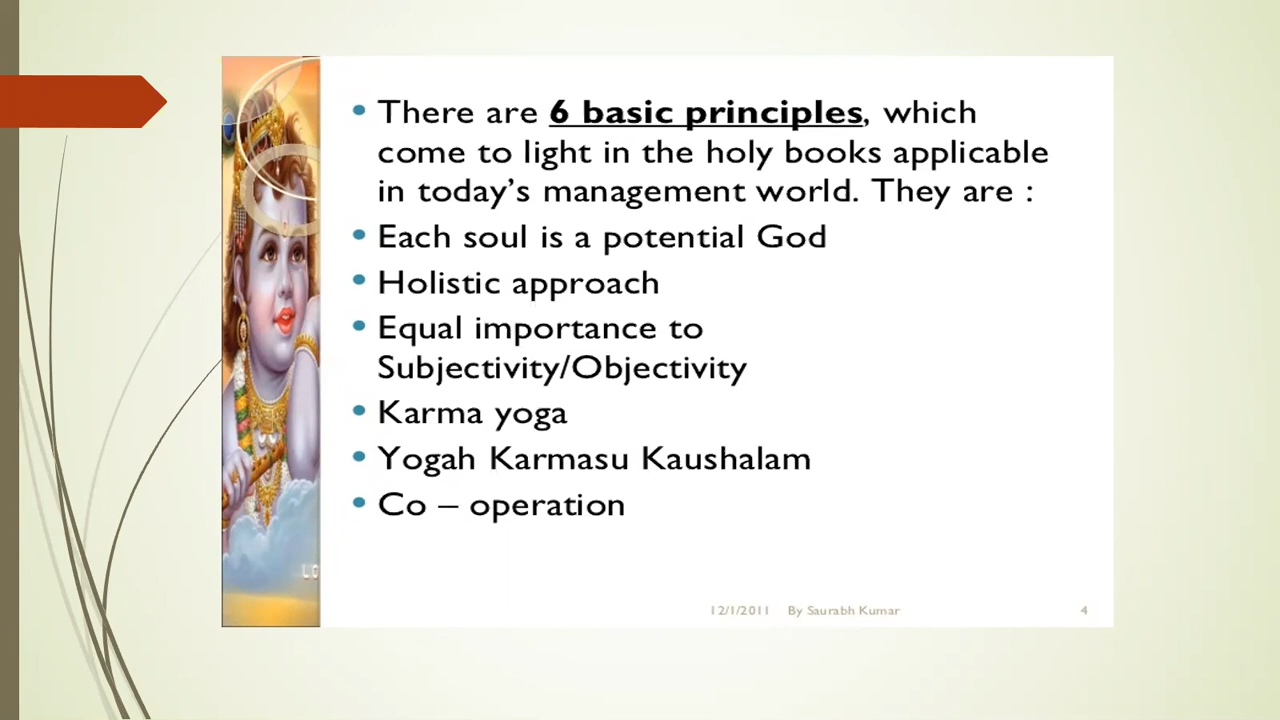 • There are 6 basic principles, which
come to light in the holy books applicable
in today's management world. They are :
• Each soul is a potential God
• Holistic approach
• Equal importance to
Subjectivity/Objectivity
• Karma yoga
• Yogah Karmasu Kaushalam
• Co – operation
LO
12/1/2011 By Saurabh Kumar 4